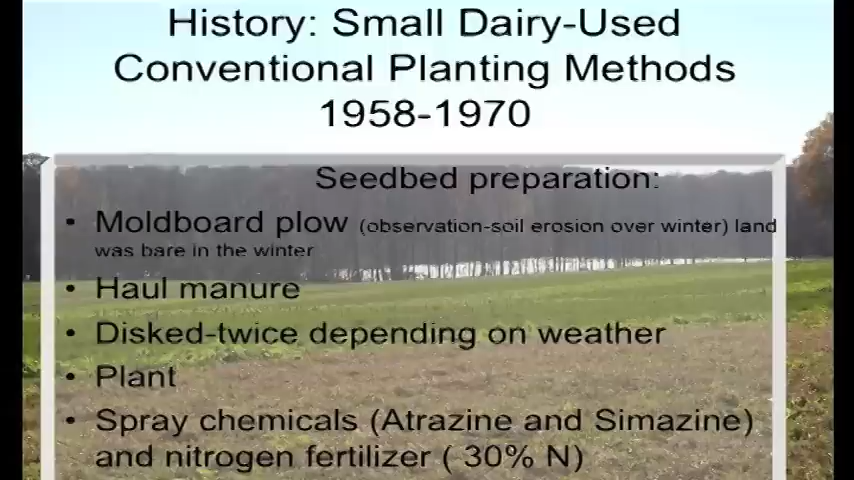 History: Small Dairy-Used
Conventional Planting Methods
1958-1970
Seedbed preparation:
• Moldboard plow (observation-soil erosion over winter) land
was bare in the winter
• Haul manure
• Disked-twice depending on weather
• Plant
• Spray chemicals (Atrazine and Simazine)
and nitrogen fertilizer ( 30% N)